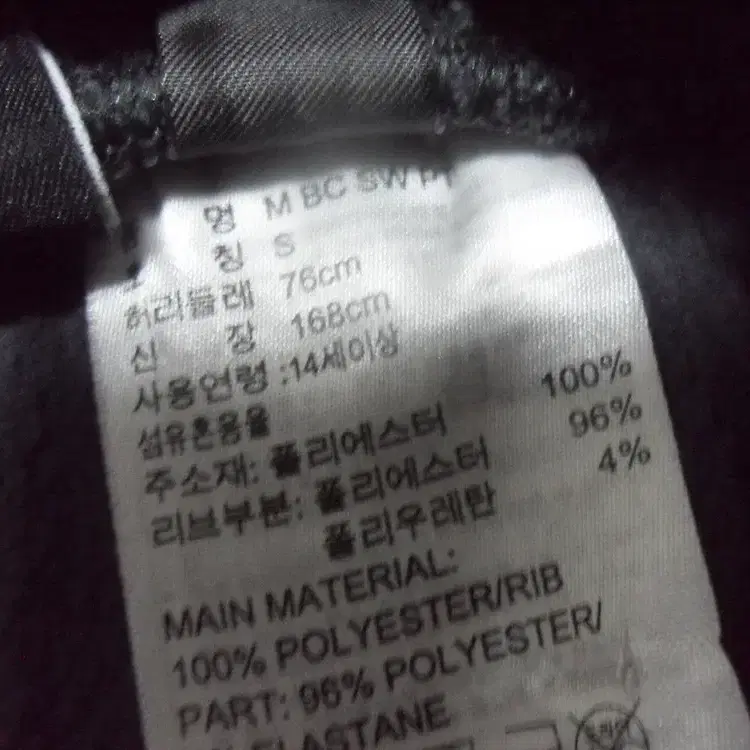 명 M BC SW
칭 S
허리둘레 76cm
신 장 168cm
사용연령 :14세이상
섬유혼용율
주소재: 폴리에스터 100%
리브부분: 폴리에스터 96%
폴리우레탄 4%
MAIN MATERIAL:
100% POLYESTER/RIB
PART: 96% POLYESTER/
ELASTANE